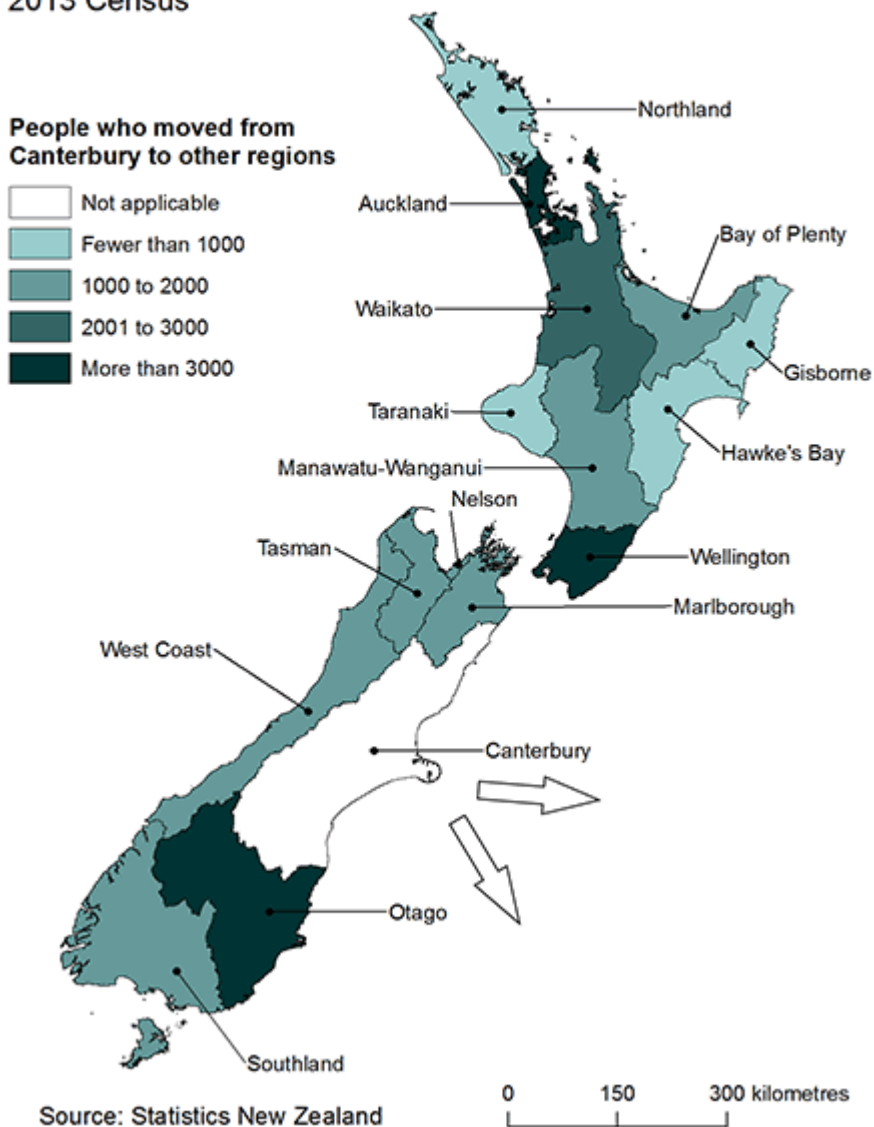 2013 Census
People who moved from
Canterbury to other regions
Not applicable
Fewer than 1000
1000 to 2000
2001 to 3000
More than 3000
Northland
Auckland
Bay of Plenty
Waikato
Gisborne
Taranaki
Hawke's Bay
Manawatu-Wanganui
Nelson
Tasman
Wellington
Marlborough
West Coast
Canterbury
Otago
Southland
0 150 300 kilometres
Source: Statistics New Zealand